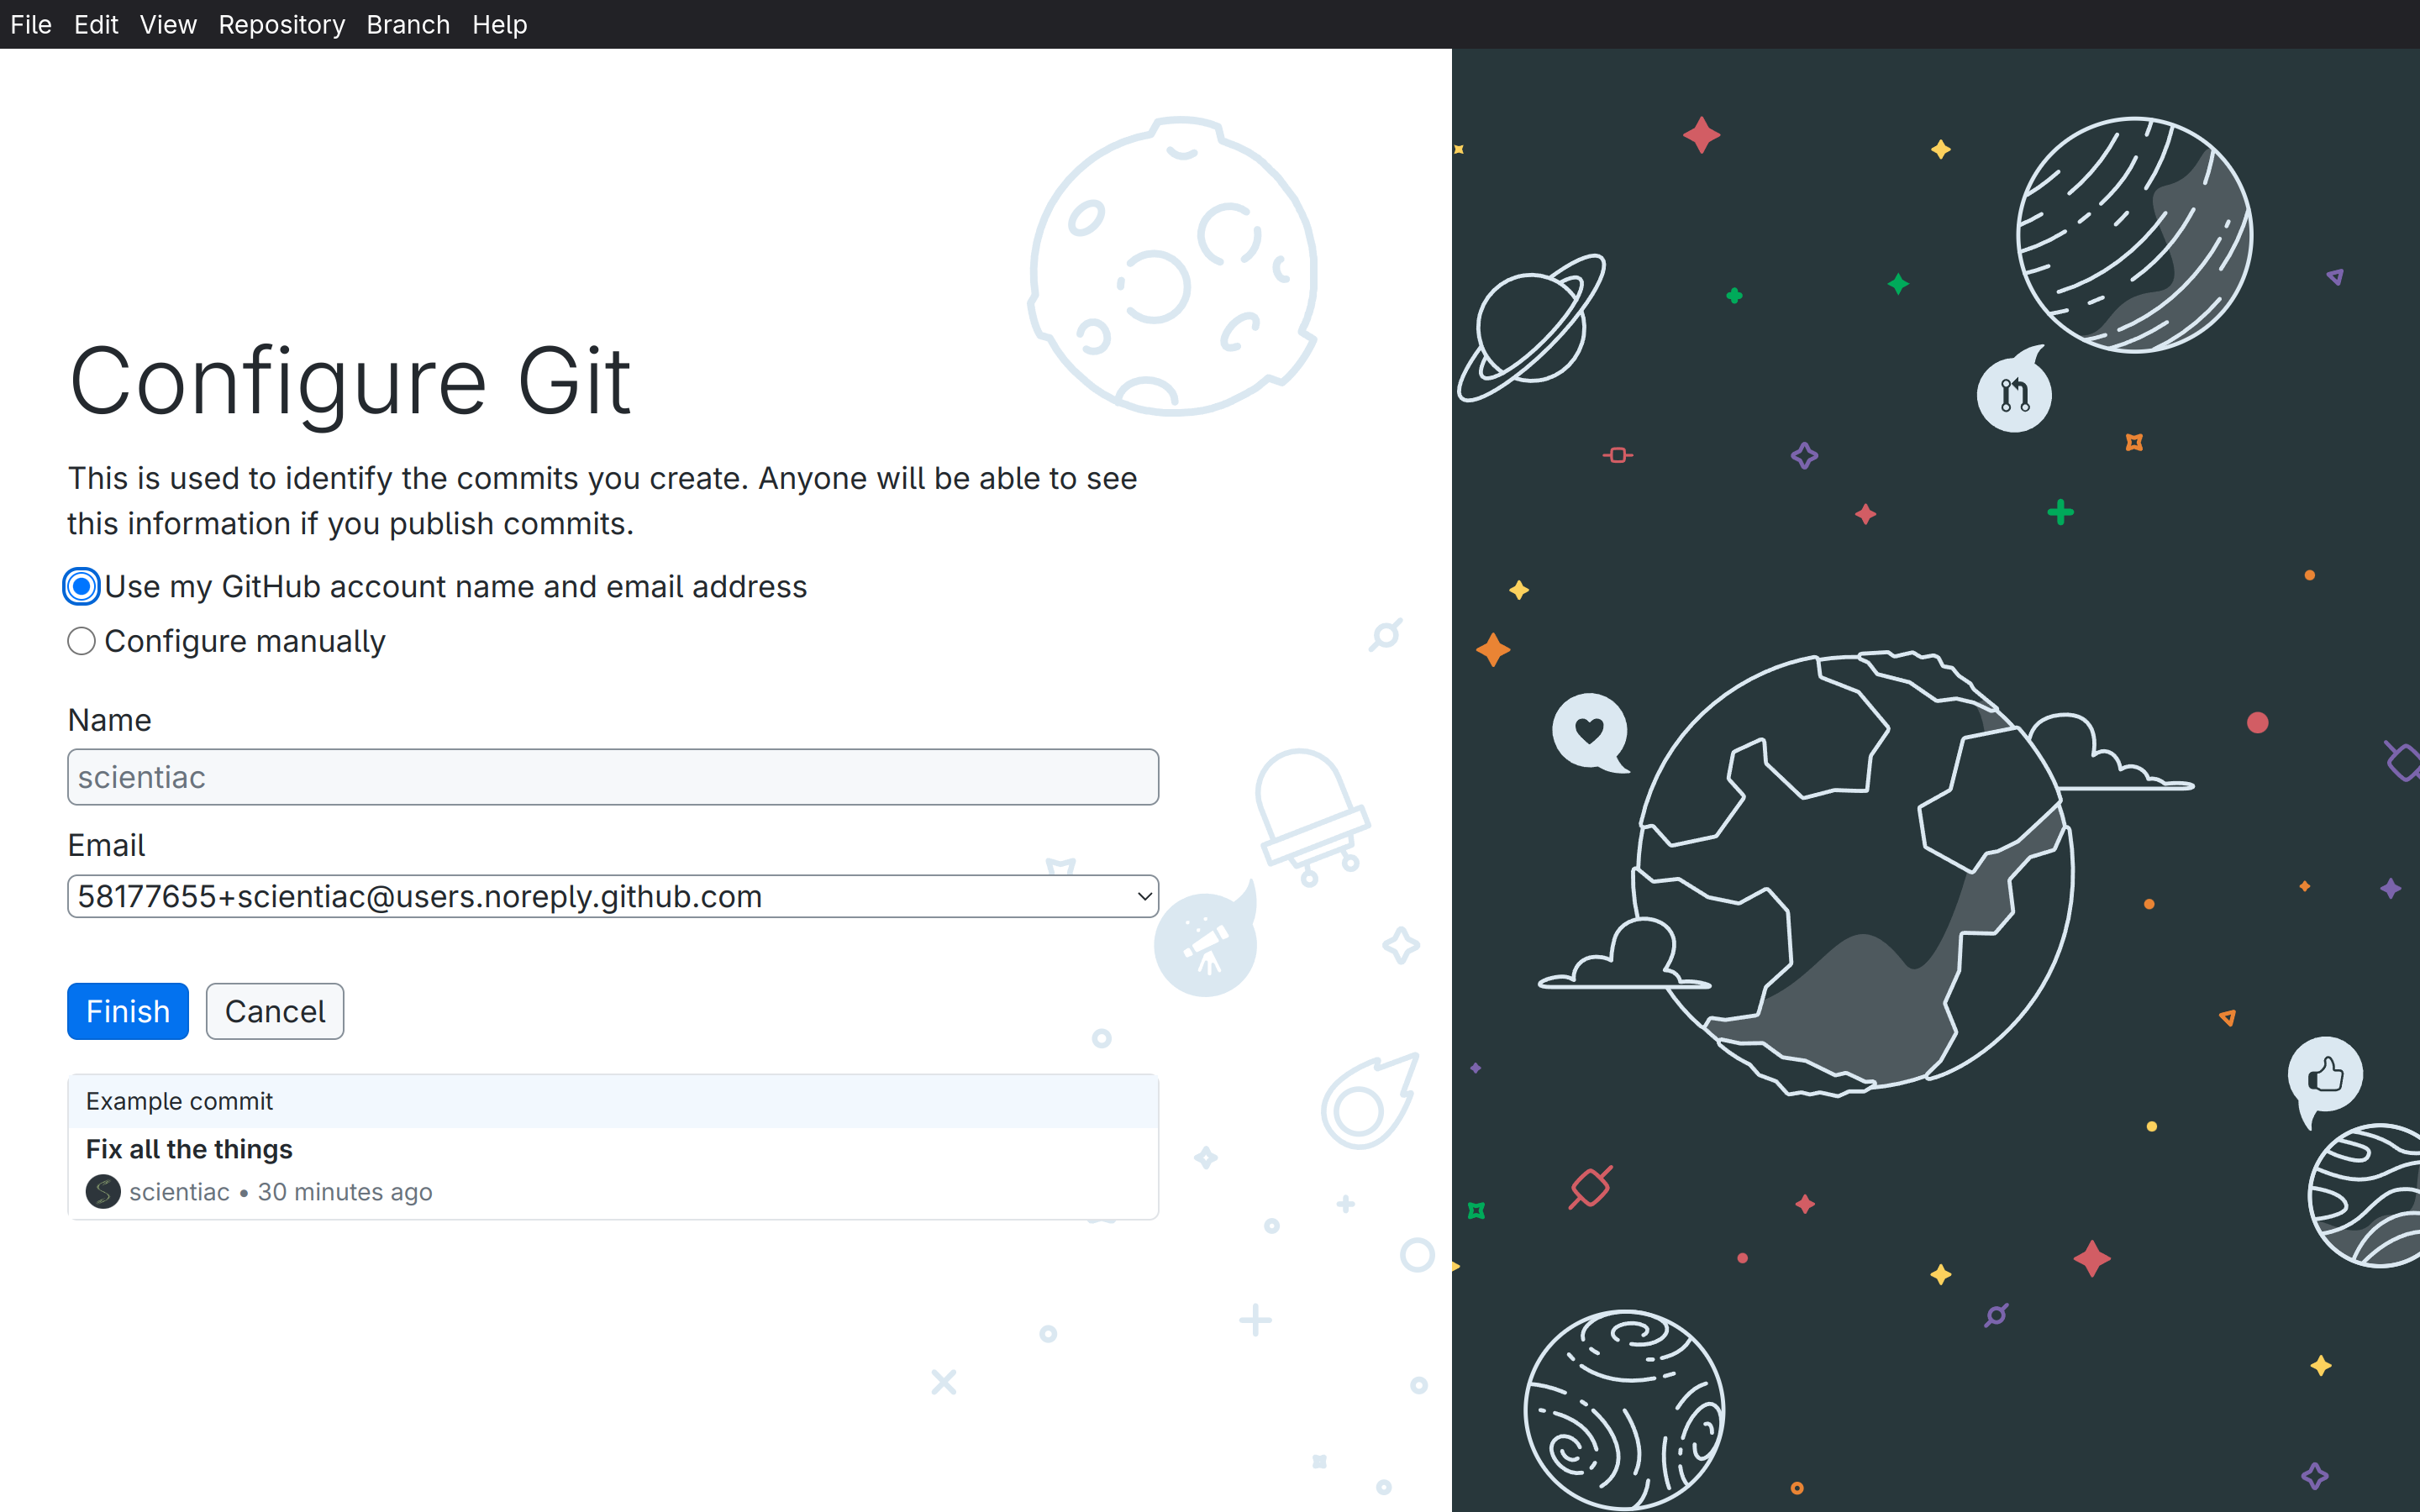 File Edit View Repository Branch Help
Configure Git
This is used to identify the commits you create. Anyone will be able to see
this information if you publish commits.
Use my GitHub account name and email address
Configure manually
Name
scientiac
Email
58177655+scientiac@users.noreply.github.com
Finish Cancel
Example commit
Fix all the things
scientiac • 30 minutes ago